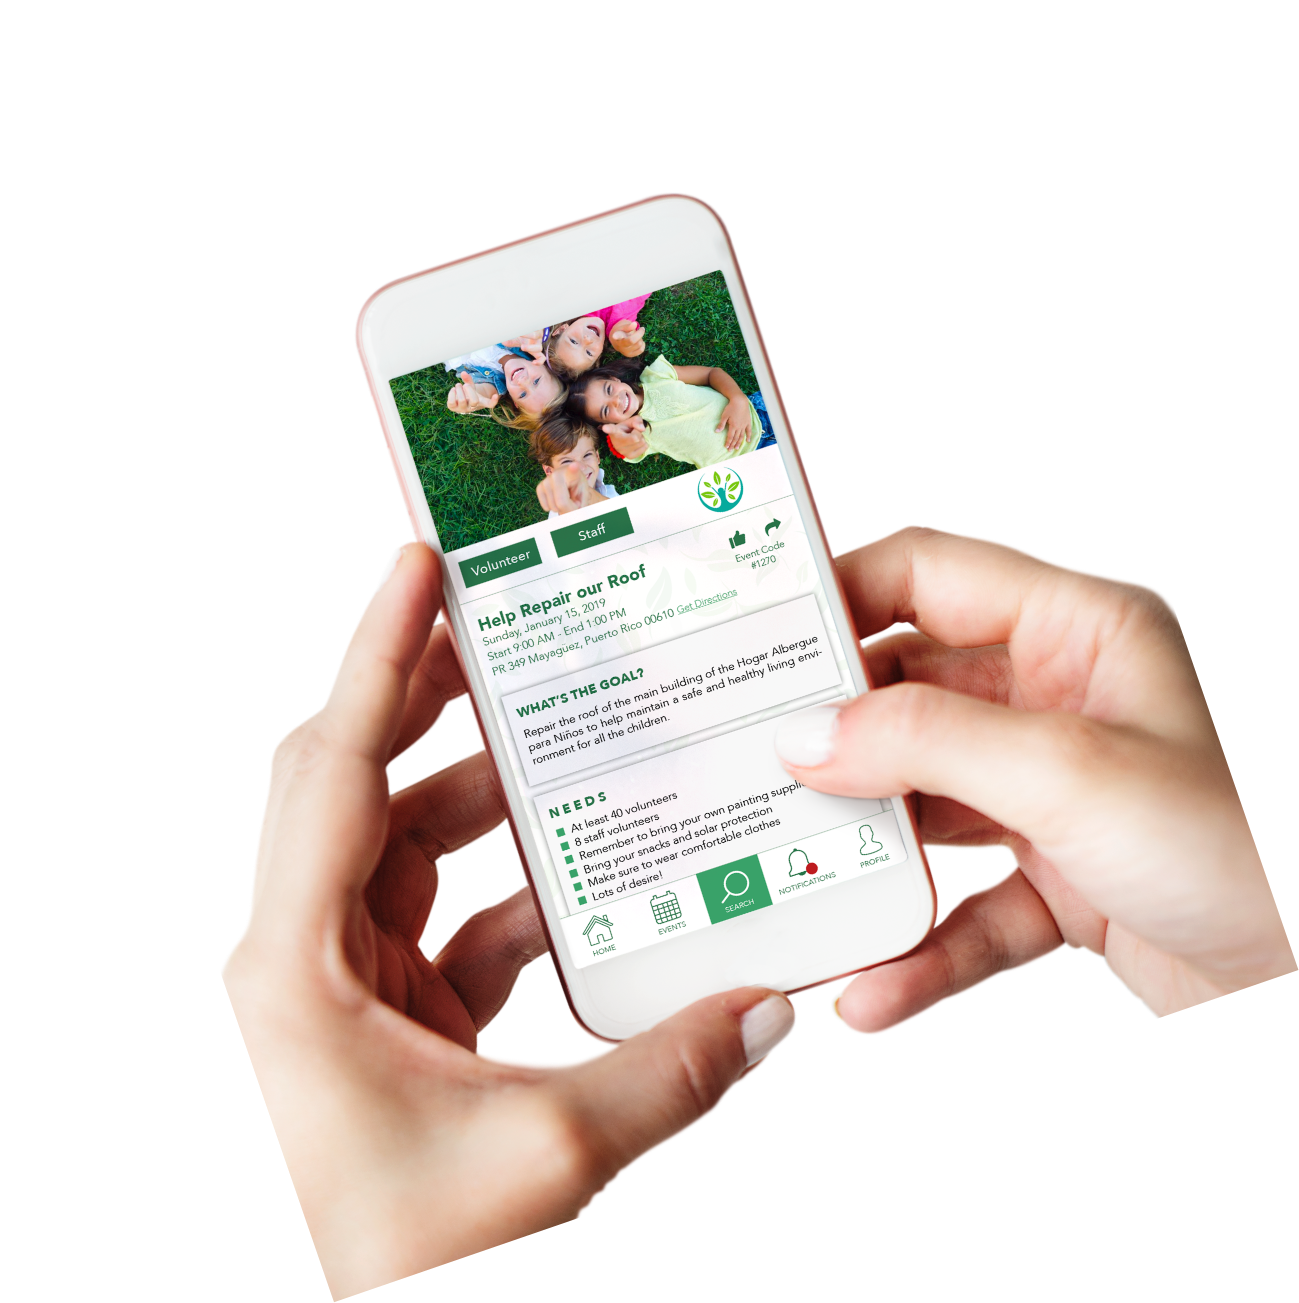 Volunteer
Staff
Event Code
#1270
Help Repair our Roof
Sunday, January 15, 2019
Start 9:00 AM - End 1:00 PM
PR 349 Mayagüez, Puerto Rico 00610 Get Directions
WHAT'S THE GOAL?
Repair the roof of the main building of the Hogar Albergue
para Niños to help maintain a safe and healthy living envi-
ronment for all the children.
NEEDS
At least 40 volunteers
8 staff volunteers
Remember to bring your own painting
Bring your snacks and solar protection
Make sure to wear comfortable clothes
Lots of desire!
HOME
EVENTS
SEARCH
NOTIFICATIONS
PROFILE